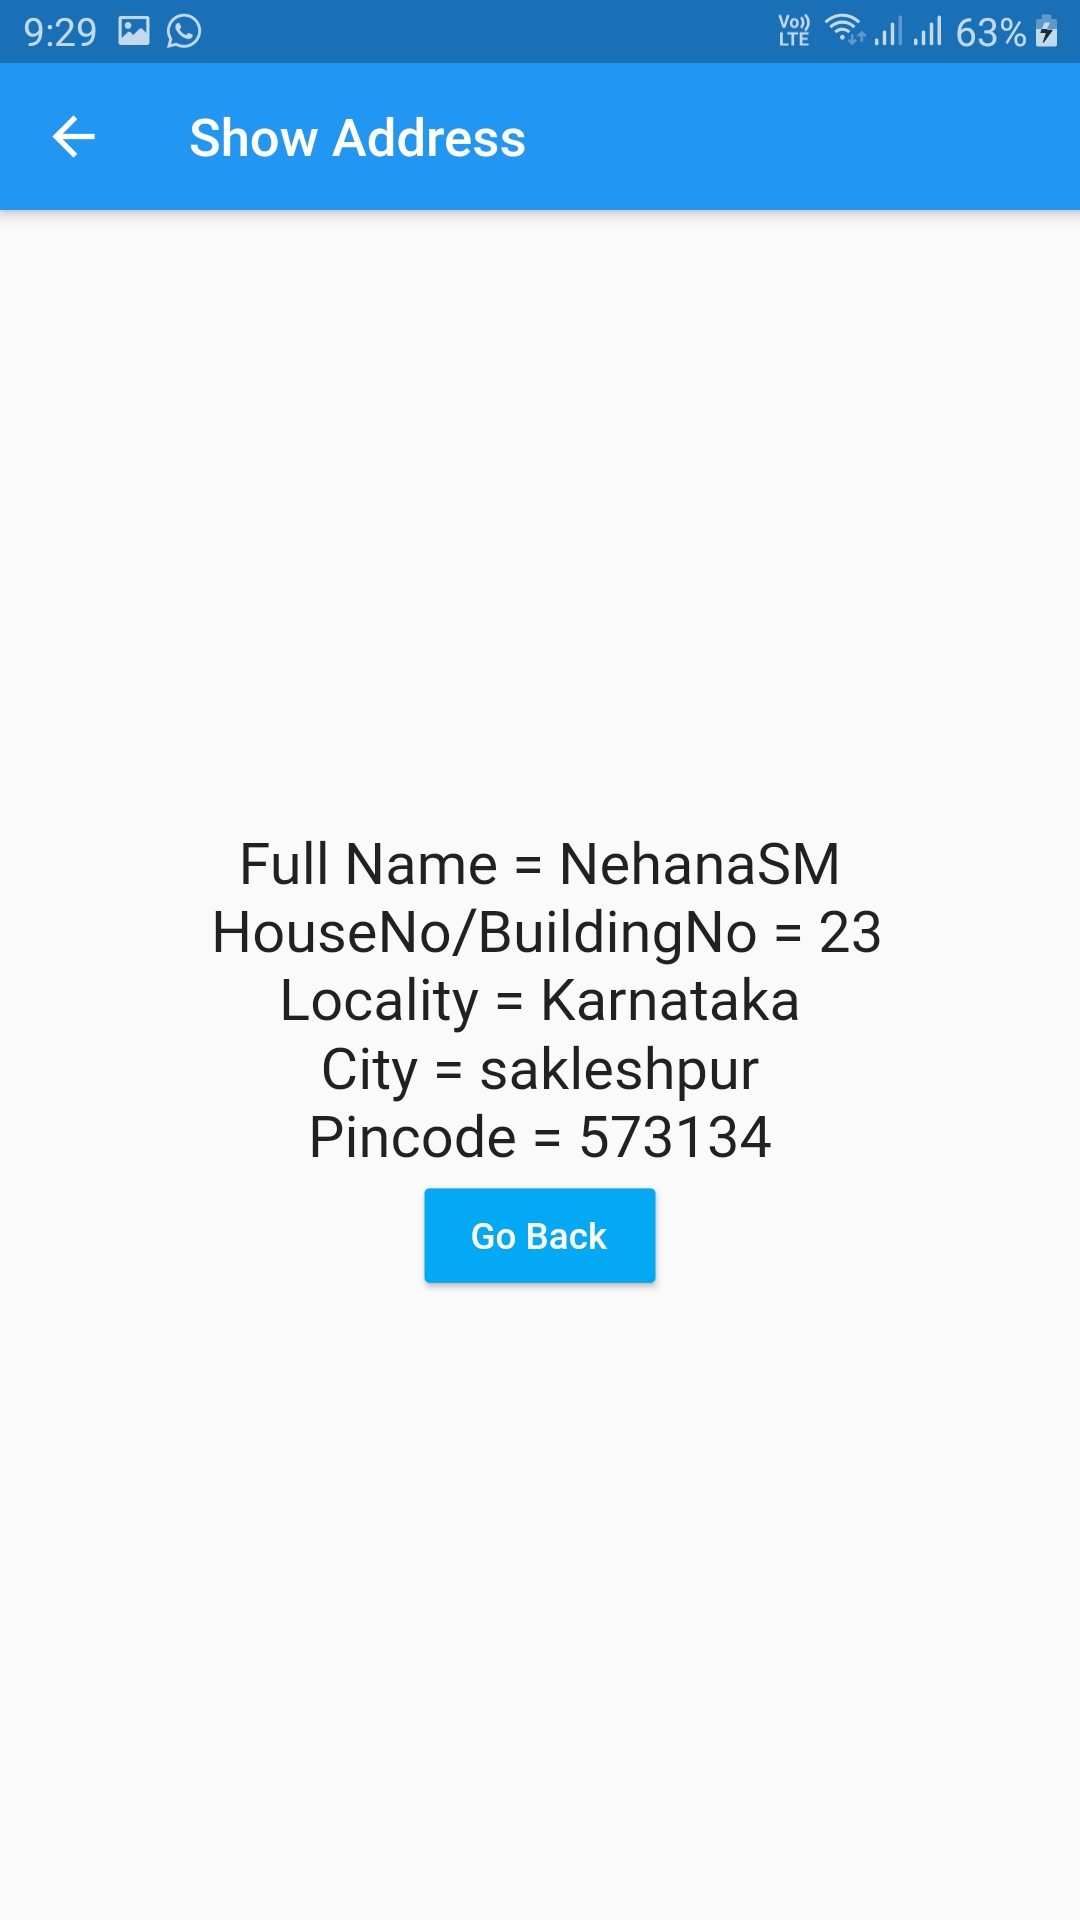 9:29 Vo)) LTE 63%
Show Address
Full Name = NehanaSM
HouseNo/BuildingNo = 23
Locality = Karnataka
City = sakleshpur
Pincode = 573134
Go Back